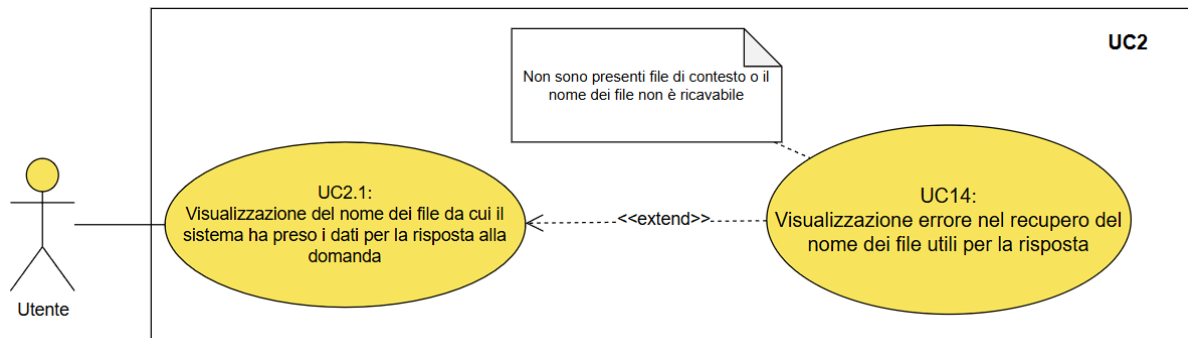 UC2
Non sono presenti file di contesto o il
nome dei file non è ricavabile
UC2.1:
Visualizzazione del nome dei file da cui il
sistema ha preso i dati per la risposta alla
domanda
<<extend>>
UC14:
Visualizzazione errore nel recupero del
nome dei file utili per la risposta
Utente